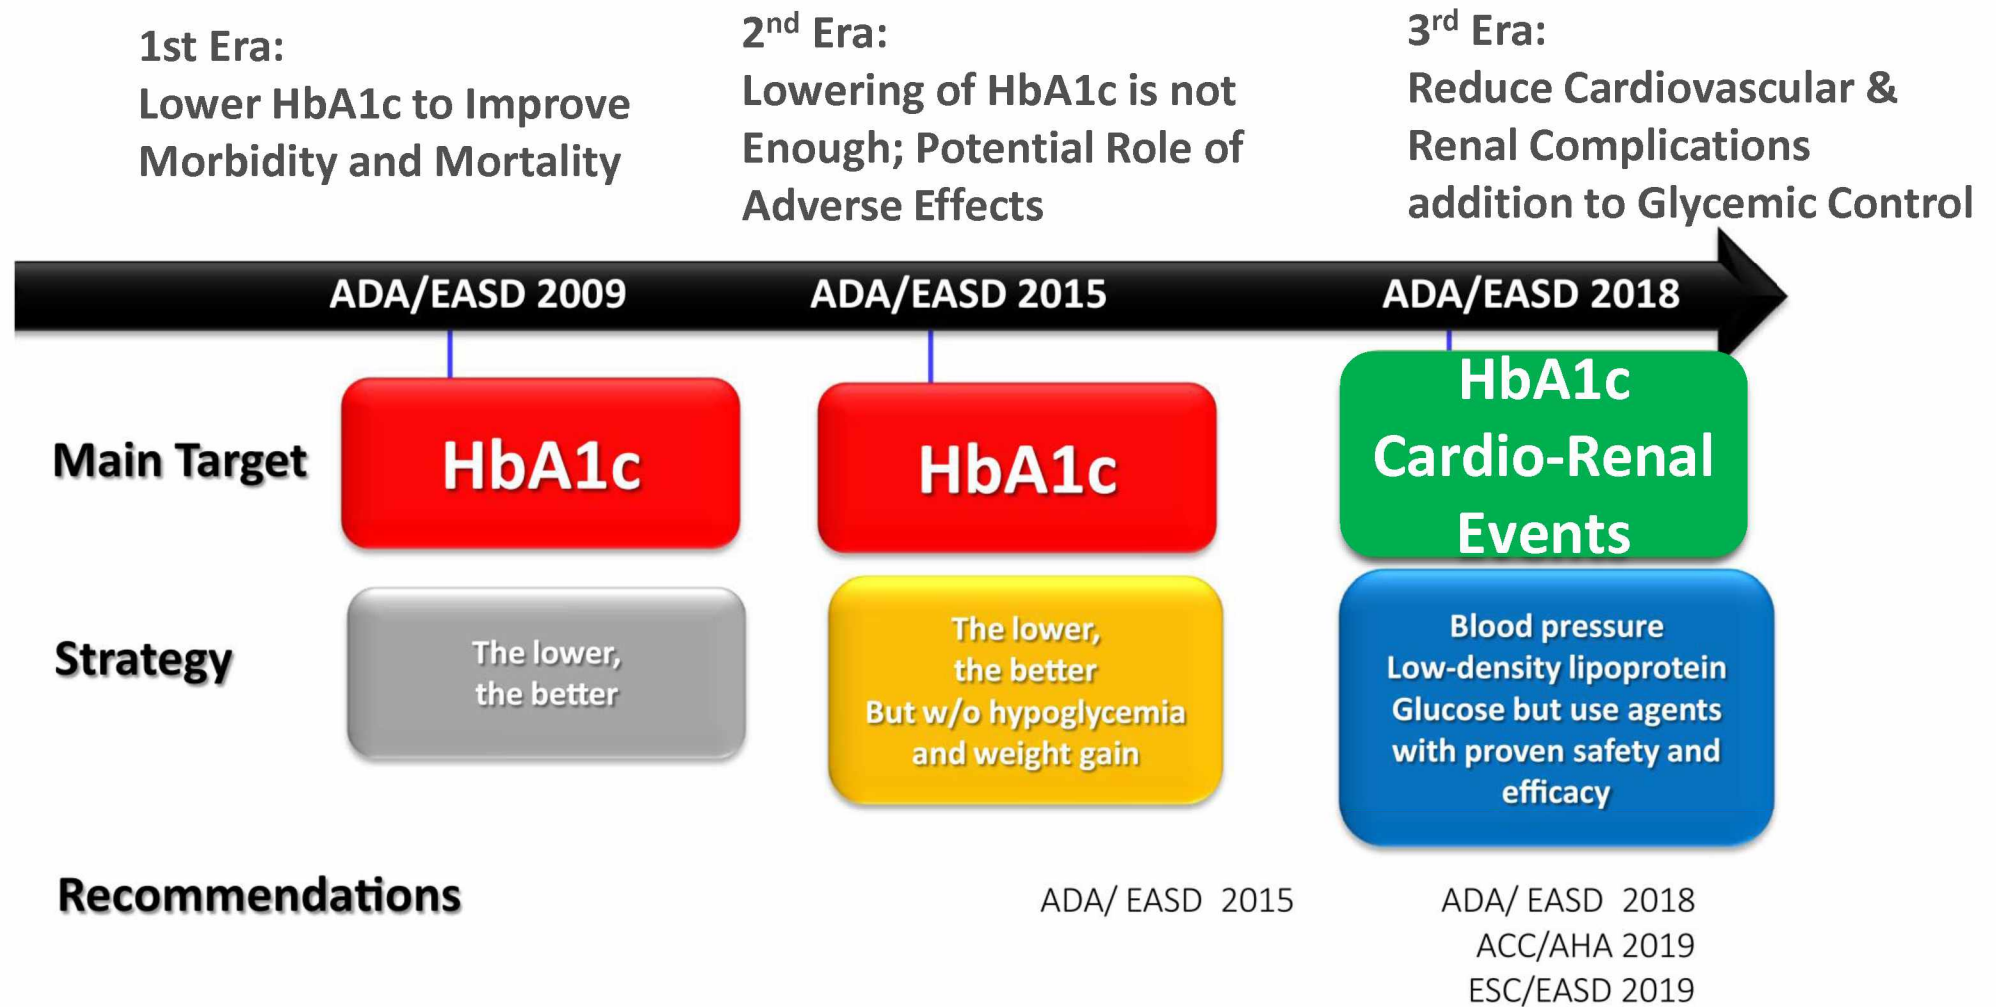 1st Era:
Lower HbA1c to Improve
Morbidity and Mortality
2nd Era:
Lowering of HbA1c is not
Enough; Potential Role of
Adverse Effects
3rd Era:
Reduce Cardiovascular &
Renal Complications
addition to Glycemic Control
ADA/EASD 2009
ADA/EASD 2015
ADA/EASD 2018
Main Target
HbA1c
HbA1c
HbA1c
Cardio-Renal
Events
Strategy
The lower,
the better
The lower,
the better
But w/o hypoglycemia
and weight gain
Blood pressure
Low-density lipoprotein
Glucose but use agents
with proven safety and
efficacy
Recommendations
ADA/ EASD 2015
ADA/ EASD 2018
ACC/AHA 2019
ESC/EASD 2019